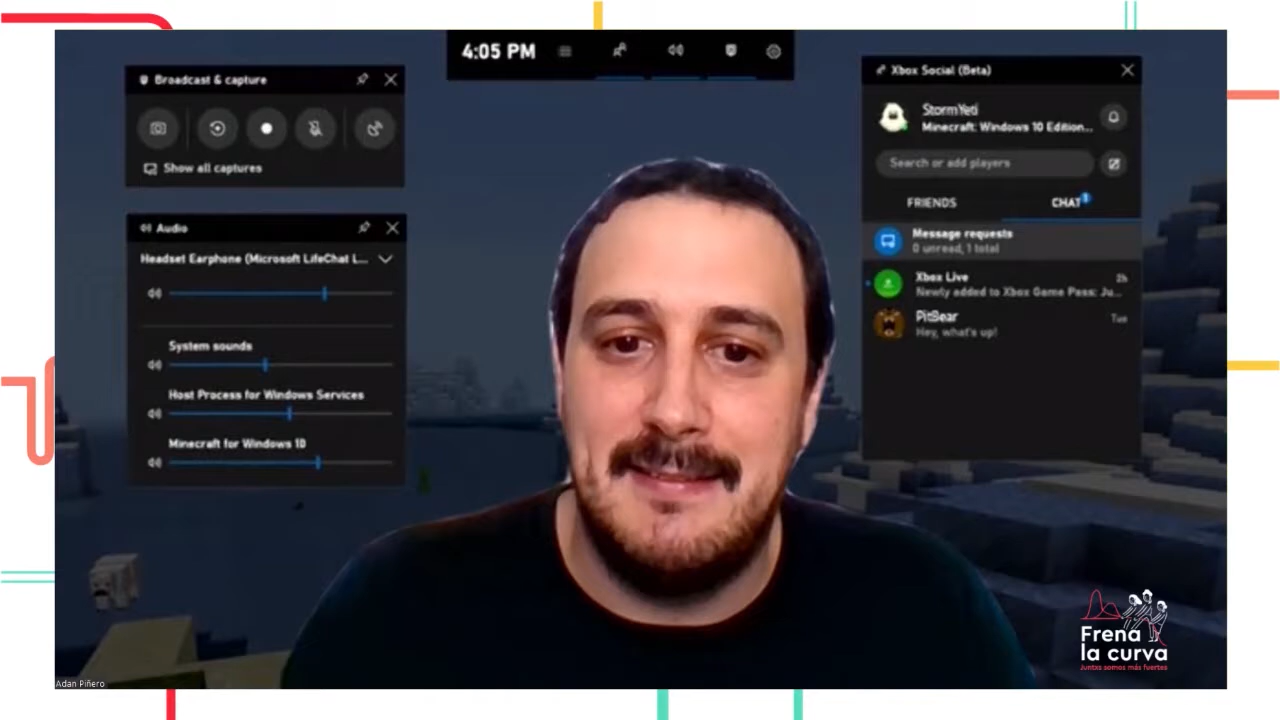 4:05 PM
Broadcast & capture
Show all captures
Audio
Headset Earphone (Microsoft LifeChat L...
System sounds
Host Process for Windows Services
Minecraft for Windows 10
Xbox Social (Beta)
StormYeti
Minecraft: Windows 10 Edition...
Search or add players
FRIENDS
CHAT 1
Message requests
0 unread, 1 total
Xbox Live 2h
Newly added to Xbox Game Pass: Ju...
PitBear Tue
Hey, what's up!
Frena
la curva
Juntxs somos más fuertes
Adan Piñero